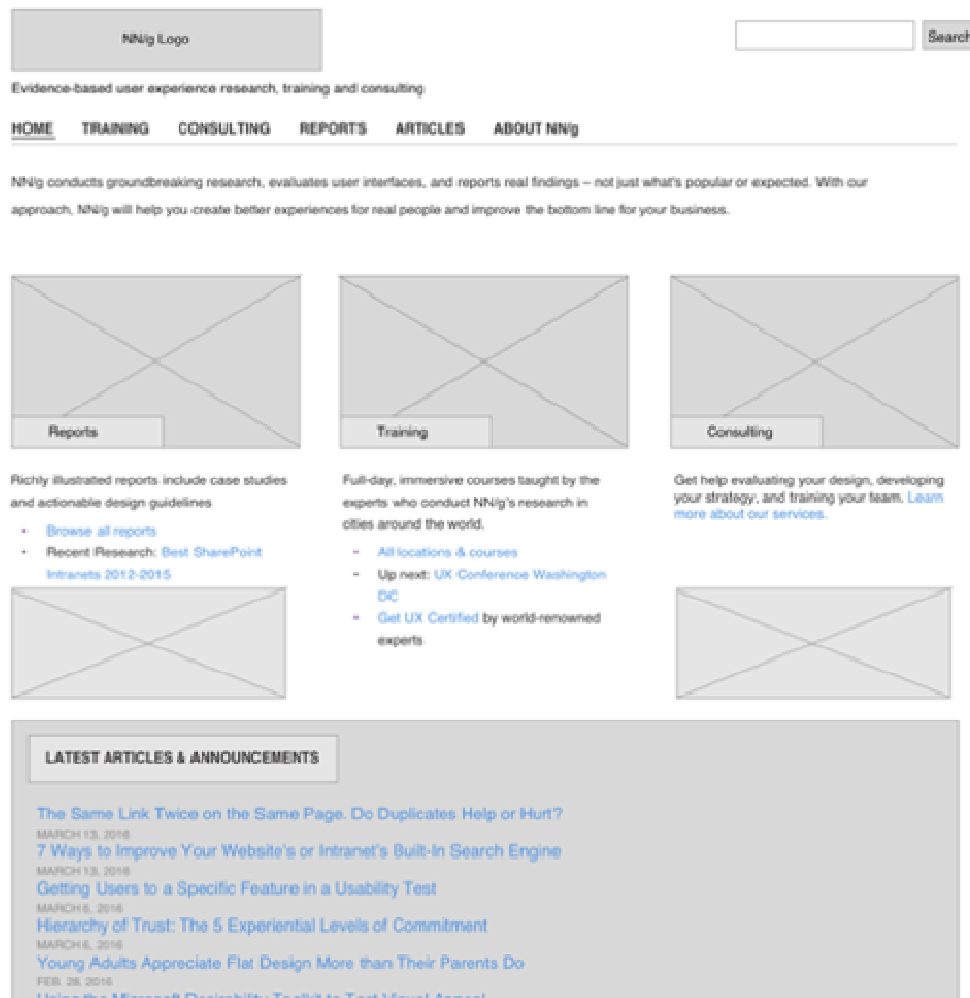 NN/g Logo
Search
Evidence-based user experience research, training and consulting
HOME TRAINING CONSULTING REPORTS ARTICLES ABOUT NN/g
NN/g conducts groundbreaking research, evaluates user interfaces, and reports real findings – not just what's popular or expected. With our
approach, NN/g will help you create better experiences for real people and improve the bottom line for your business.
Reports
Richly illustrated reports include case studies
and actionable design guidelines
• Browse all reports
• Recent Research: Best SharePoint
Intranets 2012-2015
Training
Full-day, immersive courses taught by the
experts who conduct NN/g's research in
cities around the world.
• All locations & courses
• Up next: UX Conference Washington
DC
• Get UX Certified by world-renowned
experts
Consulting
Get help evaluating your design, developing
your strategy, and training your team. Learn
more about our services.
LATEST ARTICLES & ANNOUNCEMENTS
The Same Link Twice on the Same Page. Do Duplicates Help or Hurt?
MARCH 13, 2016
7 Ways to Improve Your Website's or Intranet's Built-In Search Engine
MARCH 13, 2016
Getting Users to a Specific Feature in a Usability Test
MARCH 6, 2016
Hierarchy of Trust: The 5 Experiential Levels of Commitment
MARCH 6, 2016
Young Adults Appreciate Flat Design More than Their Parents Do
FEB. 28, 2016
Using the Microsoft Desirability Toolkit to Test Visual Appeal